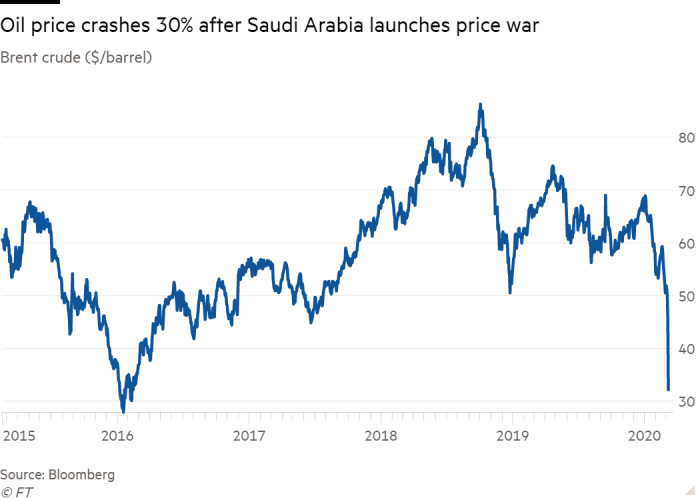 Oil price crashes 30% after Saudi Arabia launches price war
Brent crude ($/barrel)
80
70
60
50
40
30
2015 2016 2017 2018 2019 2020
Source: Bloomberg
© FT